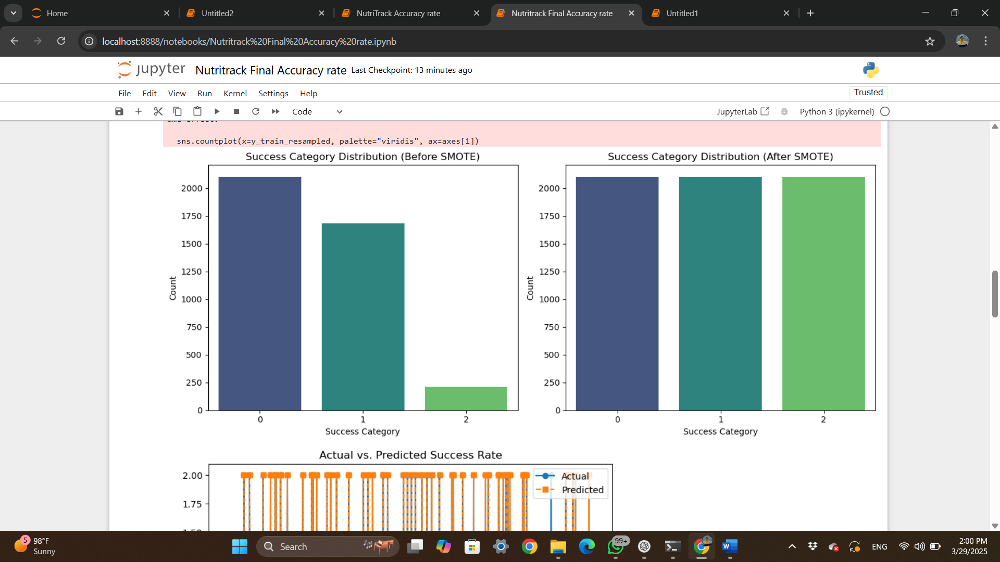 Home
Untitled2
NutriTrack Accuracy rate
Nutritrack Final Accuracy rate
Untitled1
localhost:8888/notebooks/Nutritrack%20Final%20Accuracy%20rate.ipynb
jupyter
Nutritrack Final Accuracy rate
Last Checkpoint: 13 minutes ago
File Edit View Run Kernel Settings Help
Trusted
Code
JupyterLab
Python 3 (ipykernel)
ame effect.
sns.countplot(x=y_train_resampled, palette="viridis", ax=axes[1])
Success Category Distribution (Before SMOTE)
2000
1750
1500
1250
1000
750
500
250
0
Count
0 1 2
Success Category
Success Category Distribution (After SMOTE)
2000
1750
1500
1250
1000
750
500
250
0
Count
0 1 2
Success Category
Actual vs. Predicted Success Rate
2.00
1.75
1.50
Actual
Predicted
5
98°F
Sunny
Search
99+
ENG
2:00 PM
3/29/2025